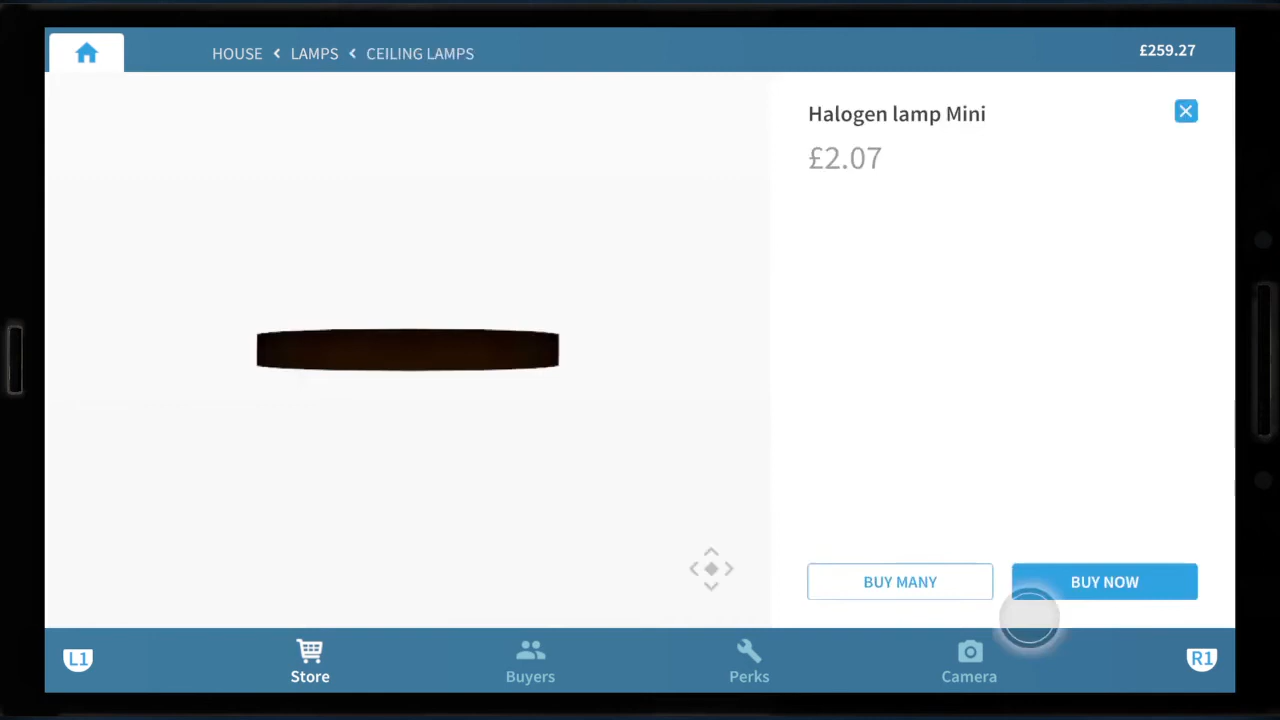 HOUSE < LAMPS < CEILING LAMPS
£259.27
Halogen lamp Mini
£2.07
BUY MANY
BUY NOW
L1
Store
Buyers
Perks
Camera
R1